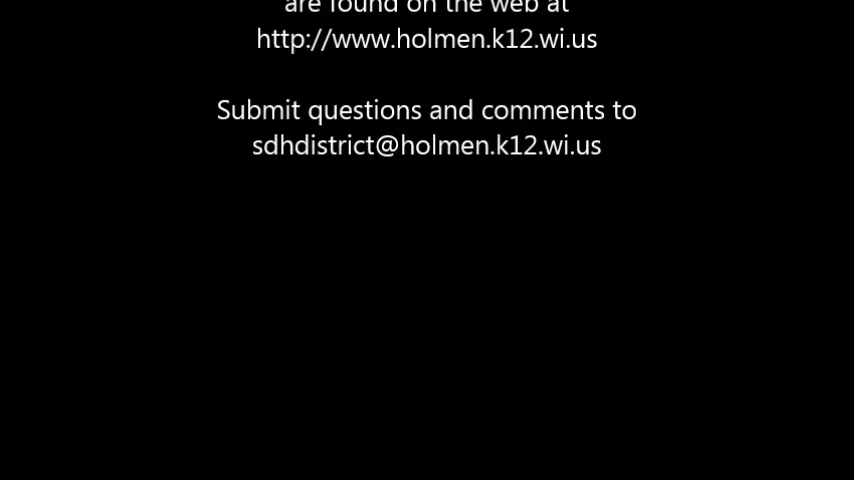 are found on the web at
http://www.holmen.k12.wi.us
Submit questions and comments to
sdhdistrict@holmen.k12.wi.us